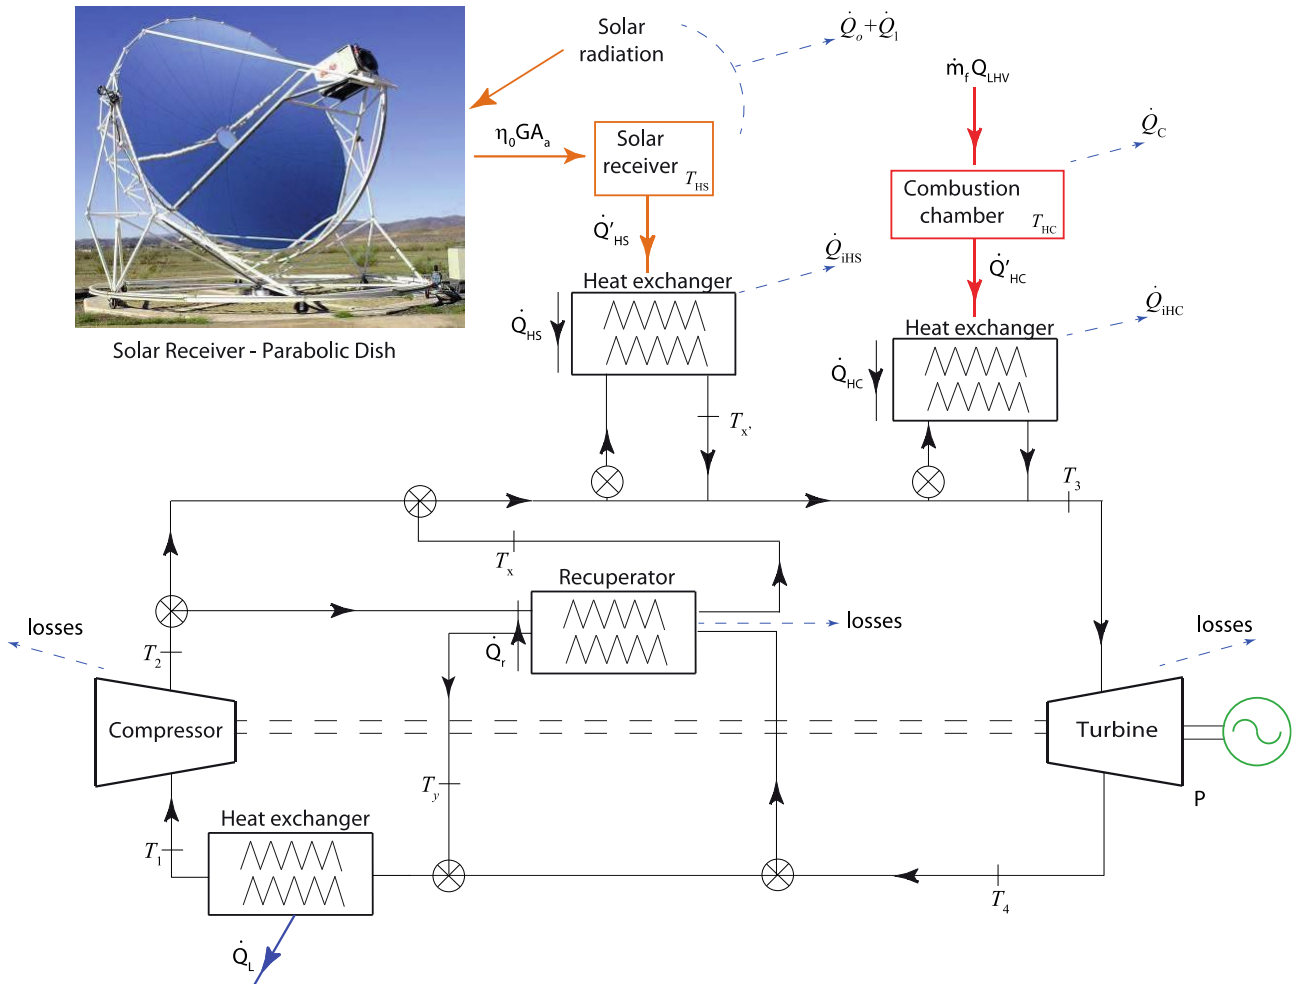 Solar
radiation
Q̇o+Q̇l
ṁfQLHV
η0GAa
Solar
receiver
THS
Q̇C
Combustion
chamber
THC
Q̇'HS
Q̇iHS
Q̇'HC
Heat exchanger
Q̇iHC
Q̇HS
Heat exchanger
Solar Receiver - Parabolic Dish
Q̇HC
Tx'
T3
Tx
Recuperator
losses
losses
losses
T2
Q̇r
Compressor
Turbine
Ty
P
Heat exchanger
T1
T4
Q̇L